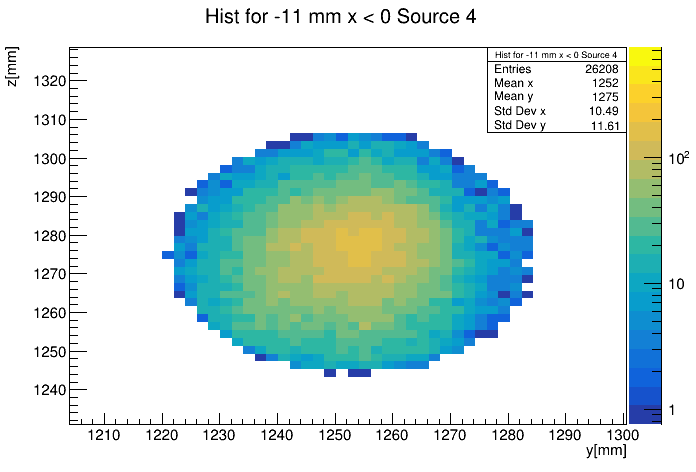 Hist for -11 mm x < 0 Source 4
z[mm]
Hist for -11 mm x < 0 Source 4
Entries 26208
Mean x 1252
Mean y 1275
Std Dev x 10.49
Std Dev y 11.61
1320
1310
1300
1290
1280
1270
1260
1250
1240
10²
10
1
1210 1220 1230 1240 1250 1260 1270 1280 1290 1300
y[mm]